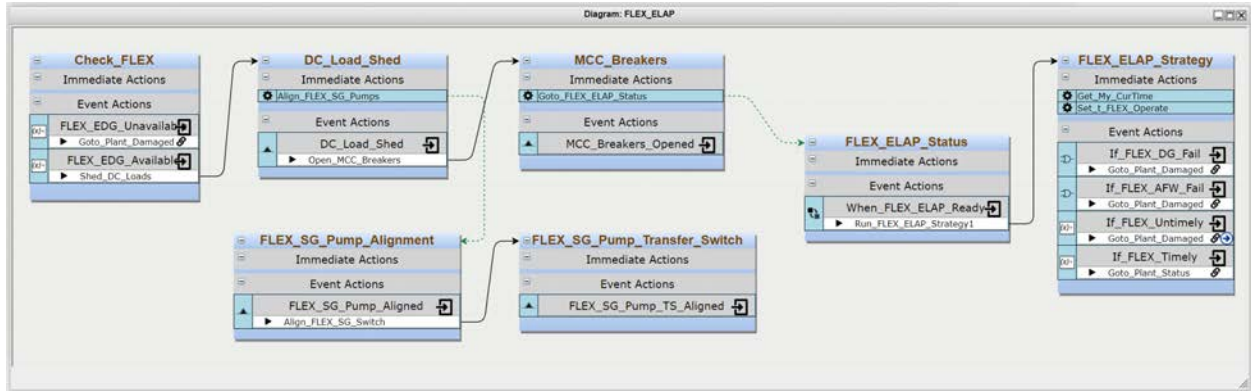 Diagram: FLEX_ELAP
Check_FLEX
Immediate Actions
Event Actions
FLEX_EDG_Unavailab
Goto_Plant_Damaged
FLEX_EDG_Available
Shed_DC_Loads
DC_Load_Shed
Immediate Actions
Align_FLEX_SG_Pumps
Event Actions
DC_Load_Shed
Open_MCC_Breakers
MCC_Breakers
Immediate Actions
Goto_FLEX_ELAP_Status
Event Actions
MCC_Breakers_Opened
FLEX_ELAP_Status
Immediate Actions
Event Actions
When_FLEX_ELAP_Ready
Run_FLEX_ELAP_Strategy1
FLEX_ELAP_Strategy
Immediate Actions
Get_My_CurTime
Set_t_FLEX_Operate
Event Actions
If_FLEX_DG_Fail
Goto_Plant_Damaged
If_FLEX_AFW_Fail
Goto_Plant_Damaged
If_FLEX_Untimely
Goto_Plant_Damaged
If_FLEX_Timely
Goto_Plant_Status
FLEX_SG_Pump_Alignment
Immediate Actions
Event Actions
FLEX_SG_Pump_Aligned
Align_FLEX_SG_Switch
FLEX_SG_Pump_Transfer_Switch
Immediate Actions
Event Actions
FLEX_SG_Pump_TS_Aligned